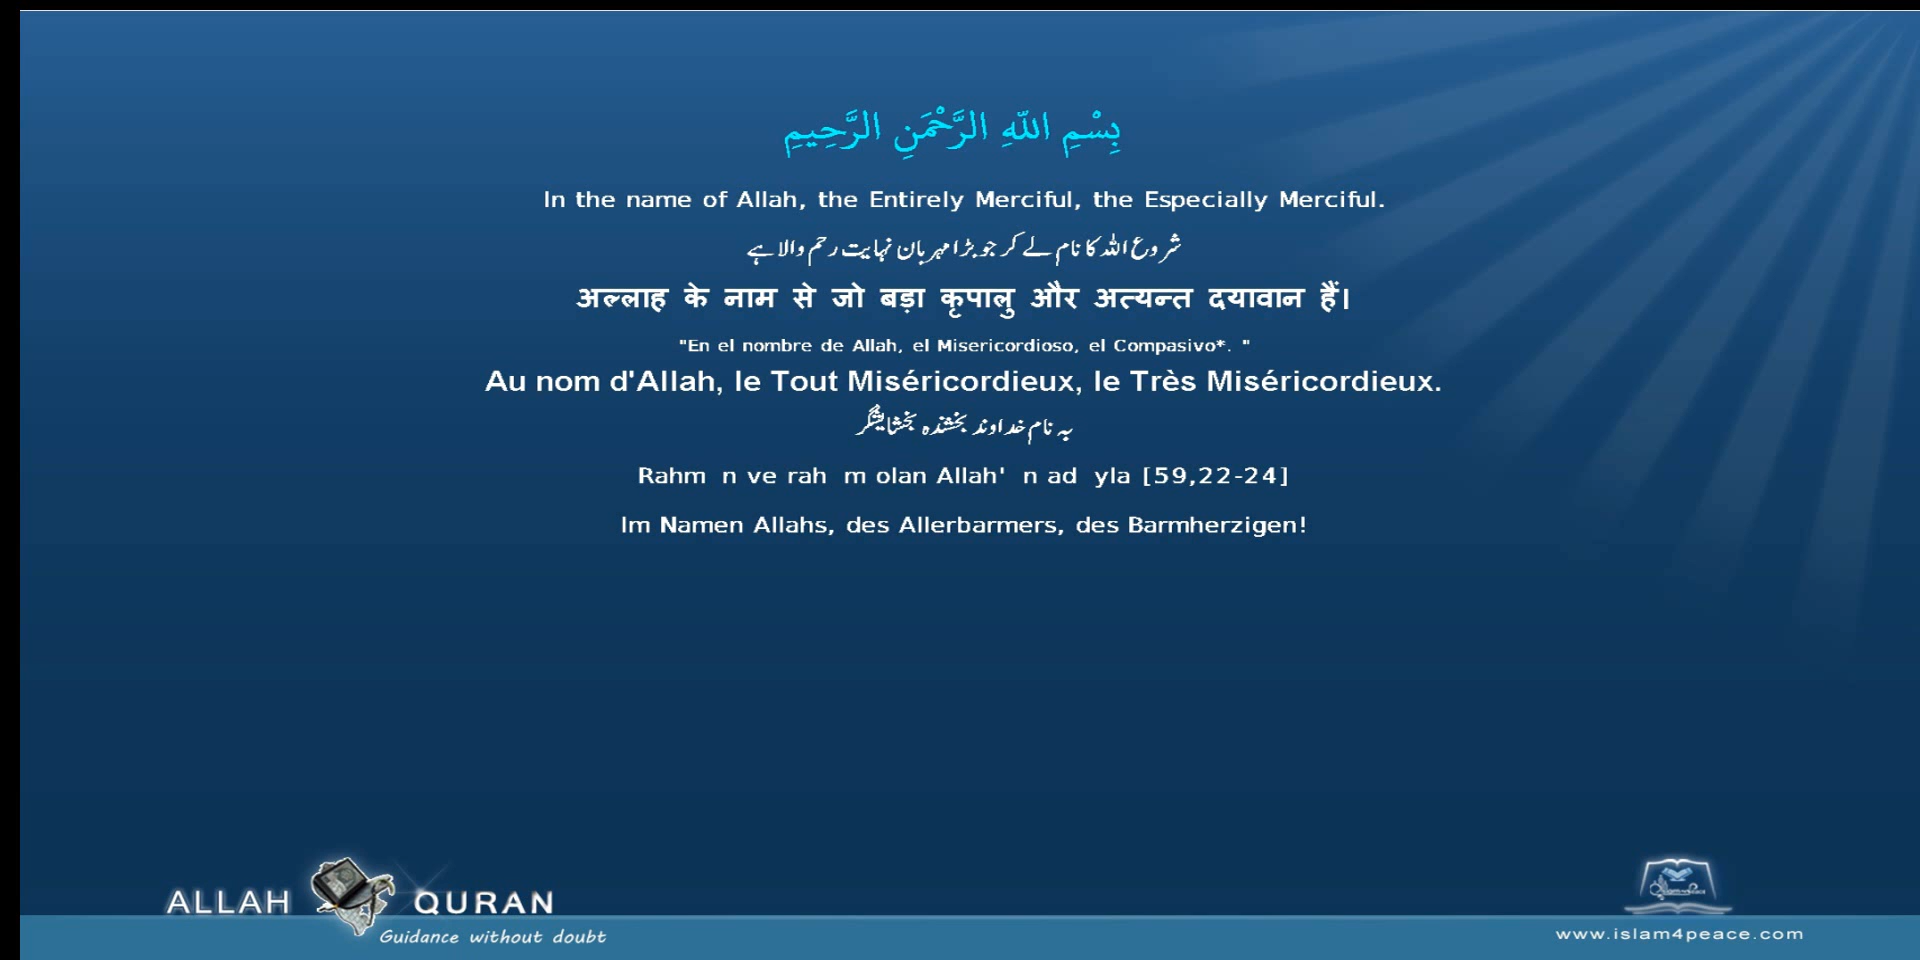 بِسْمِ اللّهِ الرَّحْمَنِ الرَّحِيمِ
In the name of Allah, the Entirely Merciful, the Especially Merciful.
شروع الله کا نام لے کر جو بڑا مہربان نہایت رحم والا ہے
अल्लाह के नाम से जो बड़ा कृपालु और अत्यन्त दयावान हैं।
"En el nombre de Allah, el Misericordioso, el Compasivo*. "
Au nom d'Allah, le Tout Miséricordieux, le Très Miséricordieux.
به نام خداوند بخشنده بخشایشگر
Rahm n ve rah m olan Allah' n ad yla [59,22-24]
Im Namen Allahs, des Allerbarmers, des Barmherzigen!
ALLAH QURAN
Guidance without doubt
www.islam4peace.com